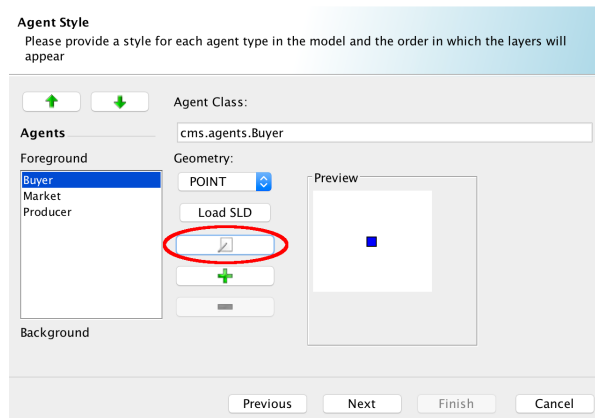 Agent Style
Please provide a style for each agent type in the model and the order in which the layers will
appear
Agent Class:
Agents
cms.agents.Buyer
Foreground
Geometry:
Buyer
Market
Producer
POINT
Preview
Load SLD
Background
Previous
Next
Finish
Cancel